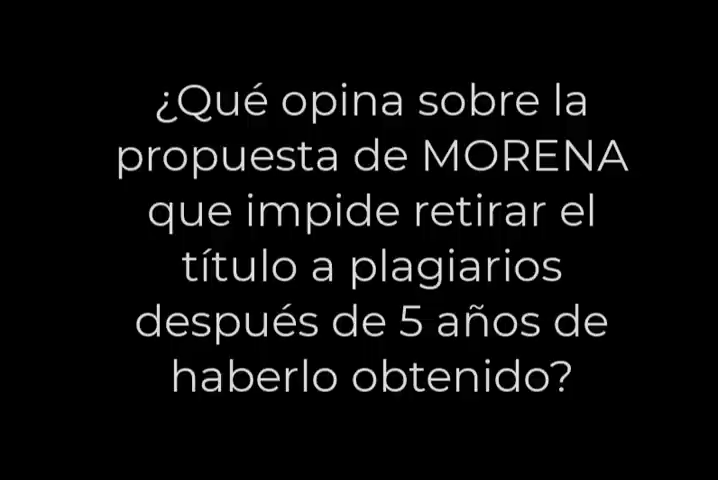 ¿Qué opina sobre la
propuesta de MORENA
que impide retirar el
título a plagiarios
después de 5 años de
haberlo obtenido?